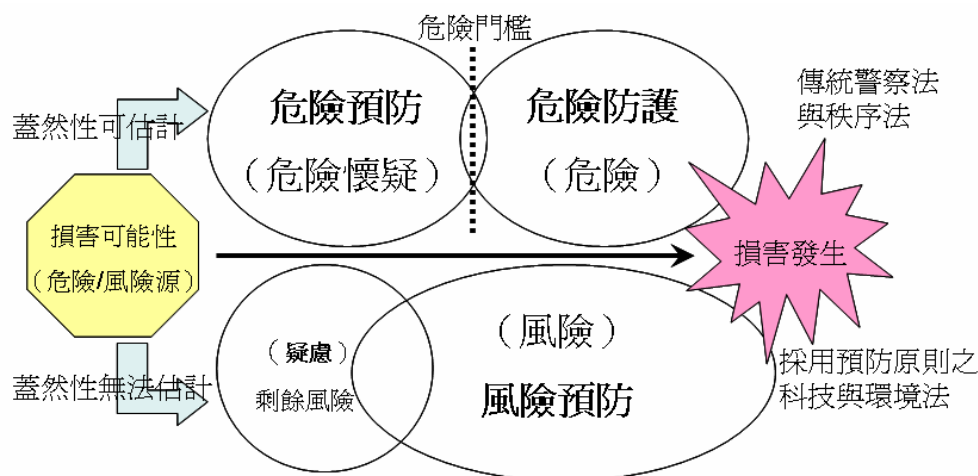 危險門檻
危險預防
（危險懷疑）
危險防護
（危險）
傳統警察法
與秩序法
蓋然性可估計
損害可能性
（危險/風險源）
損害發生
蓋然性無法估計
（疑慮）
剩餘風險
（風險）
風險預防
採用預防原則之
科技與環境法